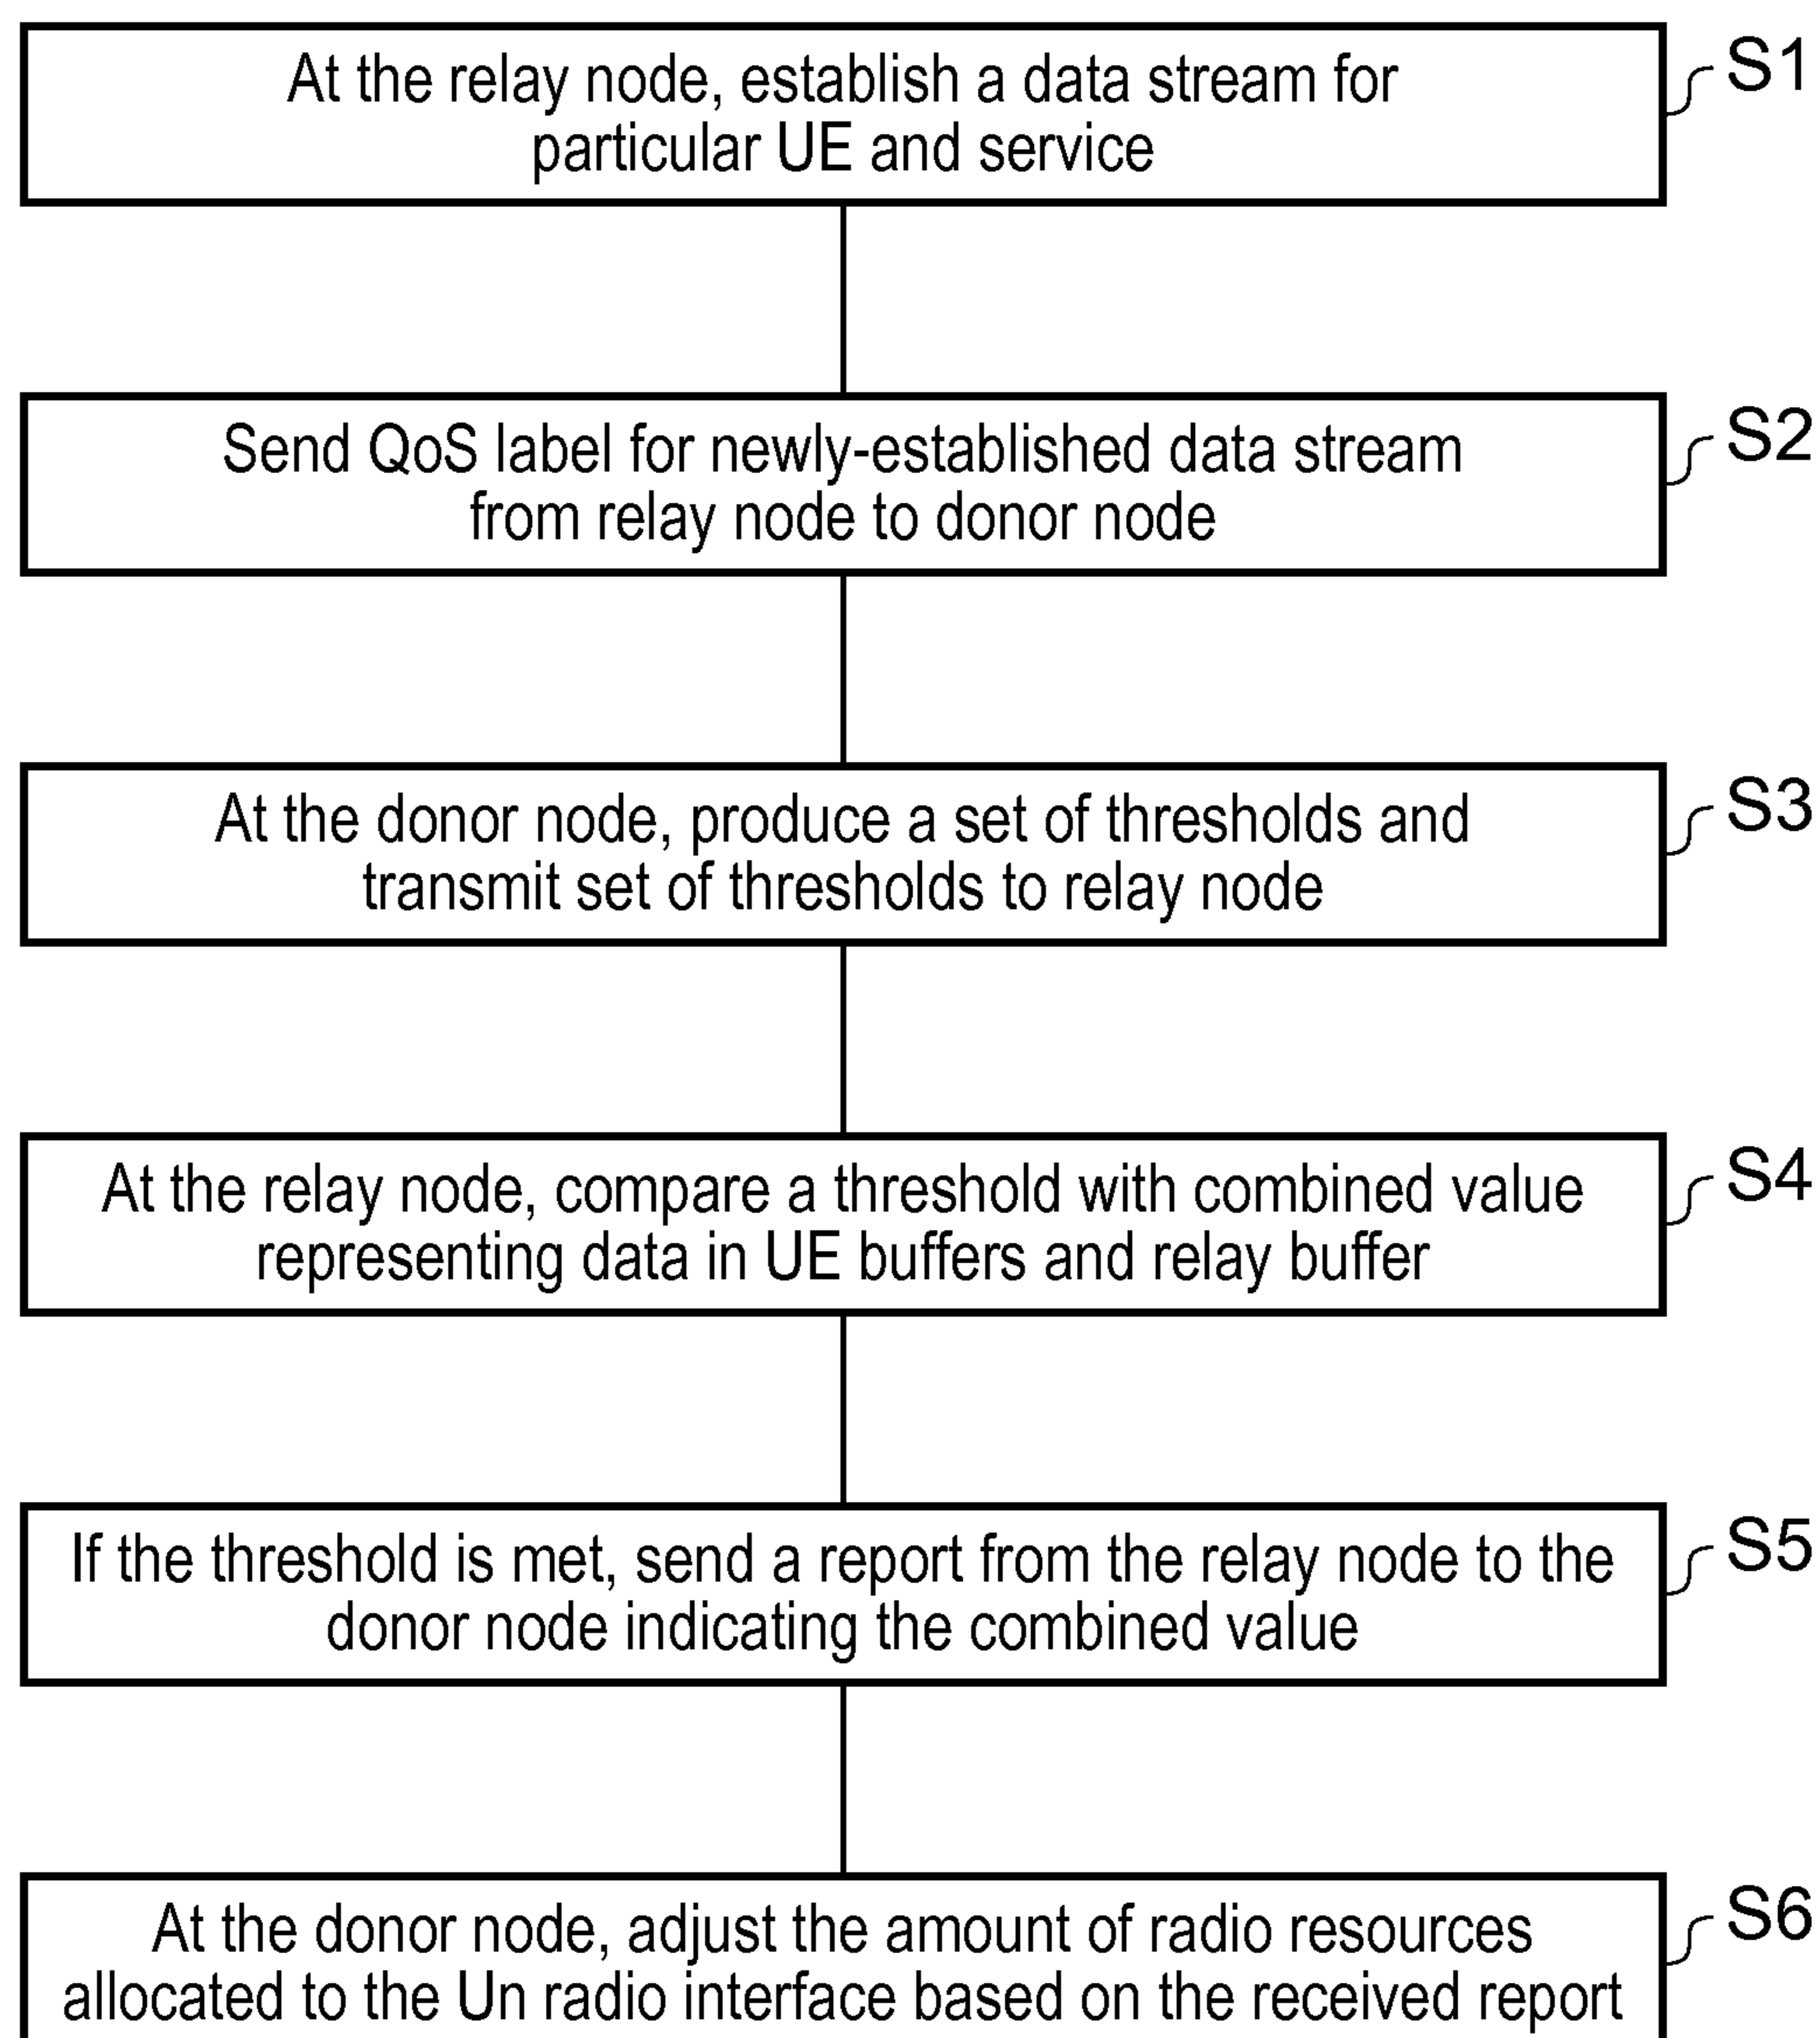 At the relay node, establish a data stream for
particular UE and service
S1
Send QoS label for newly-established data stream
from relay node to donor node
S2
At the donor node, produce a set of thresholds and
transmit set of thresholds to relay node
S3
At the relay node, compare a threshold with combined value
representing data in UE buffers and relay buffer
S4
If the threshold is met, send a report from the relay node to the
donor node indicating the combined value
S5
At the donor node, adjust the amount of radio resources
allocated to the Un radio interface based on the received report
S6